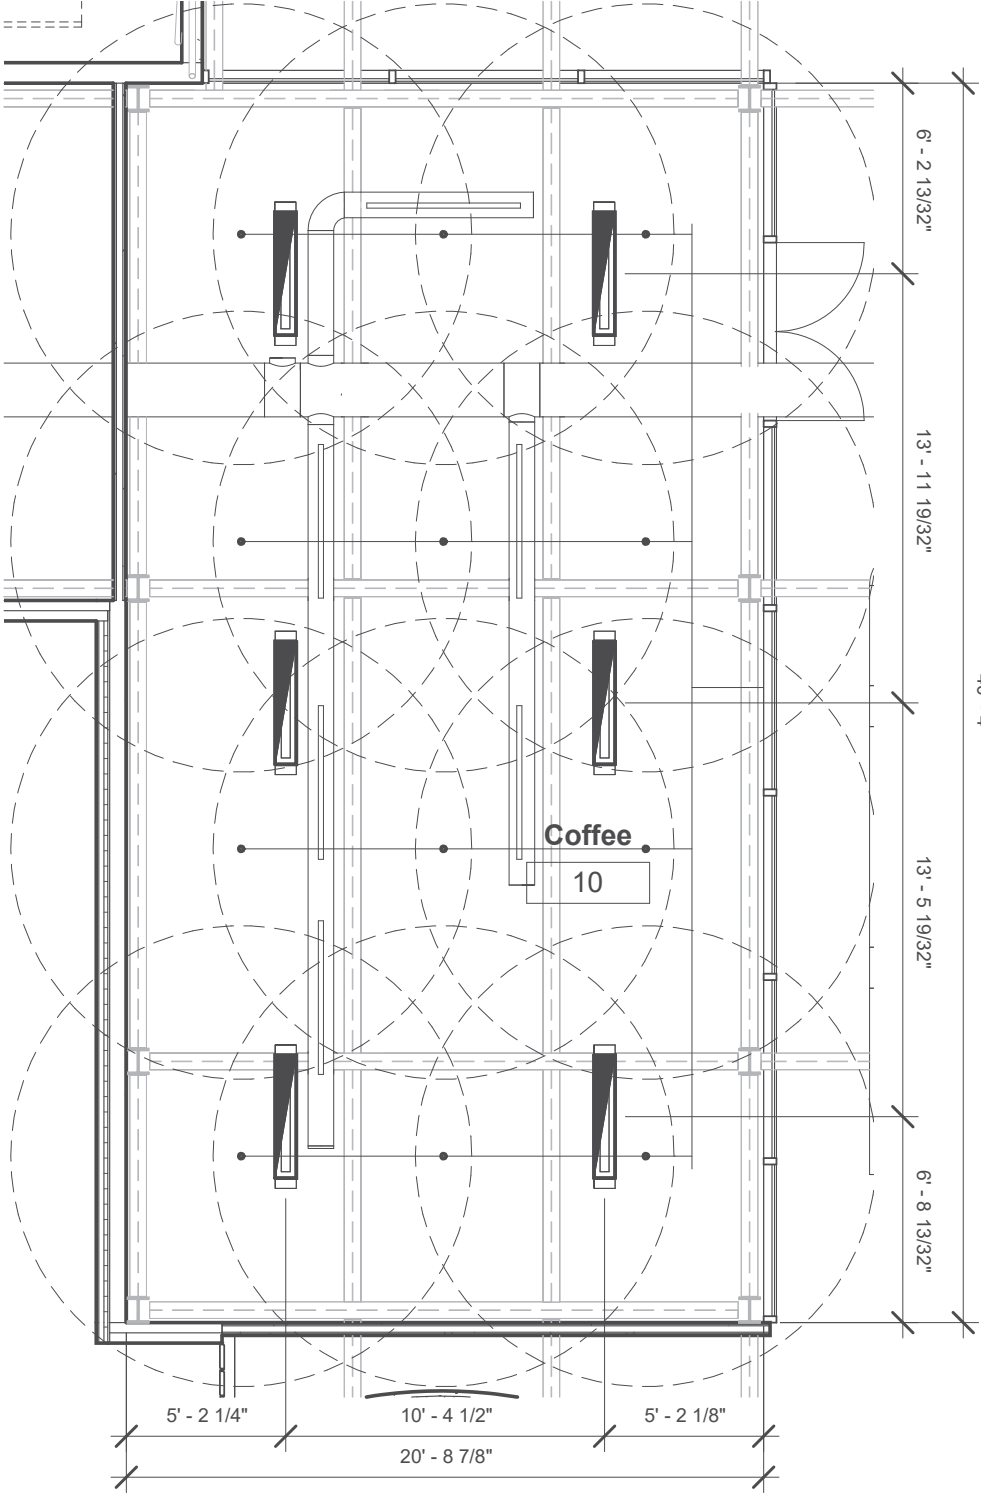 6' - 2 13/32"
13' - 11 19/32"
Coffee
10
13' - 5 19/32"
6' - 8 13/32"
5' - 2 1/4"
10' - 4 1/2"
5' - 2 1/8"
20' - 8 7/8"